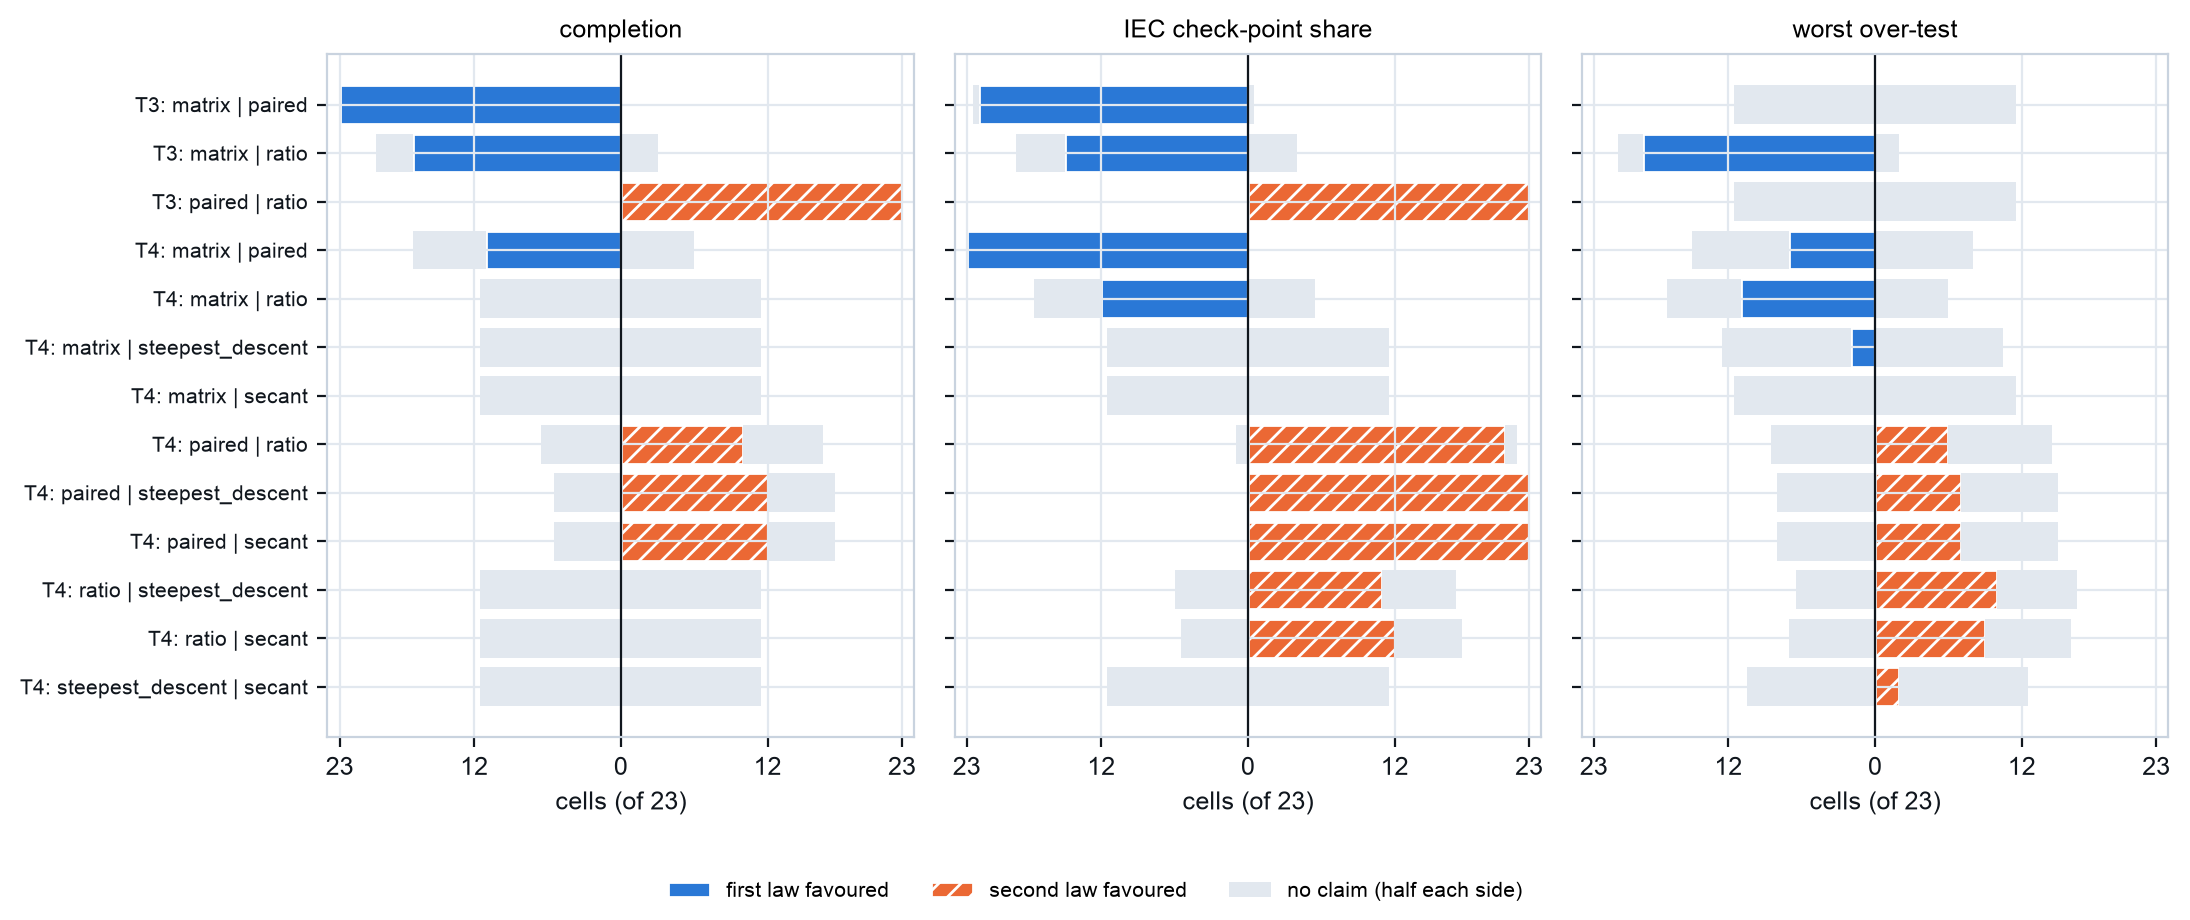 completion
IEC check-point share
worst over-test
T3: matrix | paired
T3: matrix | ratio
T3: paired | ratio
T4: matrix | paired
T4: matrix | ratio
T4: matrix | steepest_descent
T4: matrix | secant
T4: paired | ratio
T4: paired | steepest_descent
T4: paired | secant
T4: ratio | steepest_descent
T4: ratio | secant
T4: steepest_descent | secant
23 12 0 12 23
23 12 0 12 23
23 12 0 12 23
cells (of 23)
cells (of 23)
cells (of 23)
first law favoured
second law favoured
no claim (half each side)